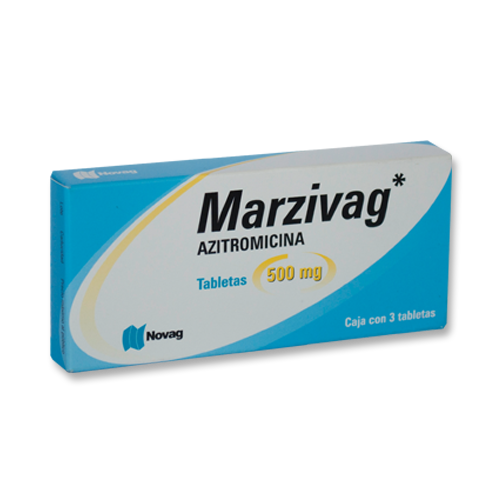 Marzivag*
AZITROMICINA
Tabletas 500 mg
Novag
Caja con 3 tabletas